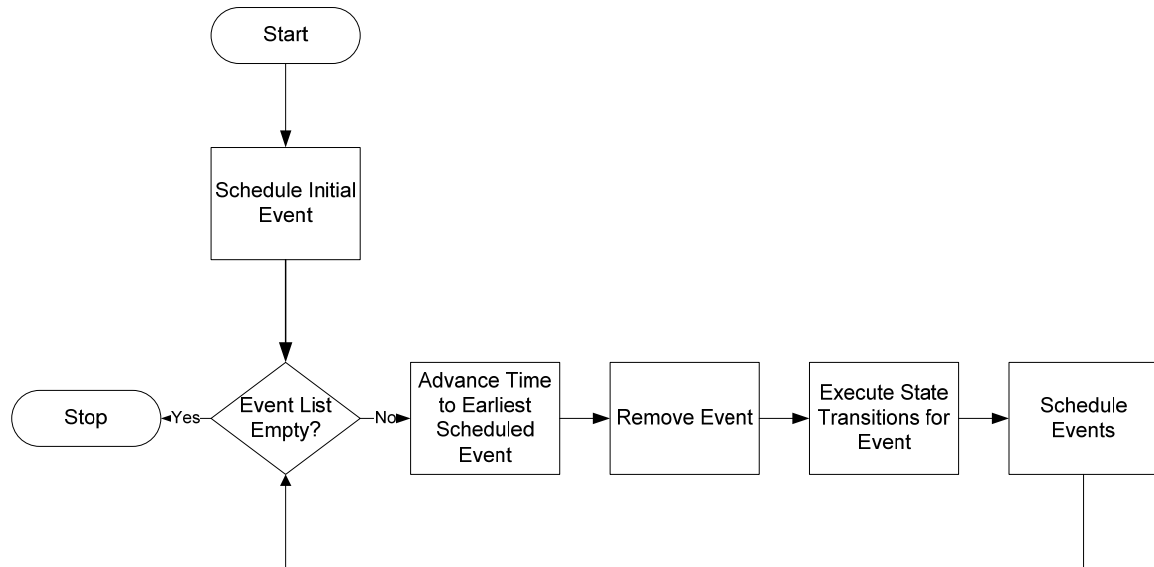 Start
Schedule Initial
Event
Event List
Empty?
Yes
Stop
No
Advance Time
to Earliest
Scheduled
Event
Remove Event
Execute State
Transitions for
Event
Schedule
Events